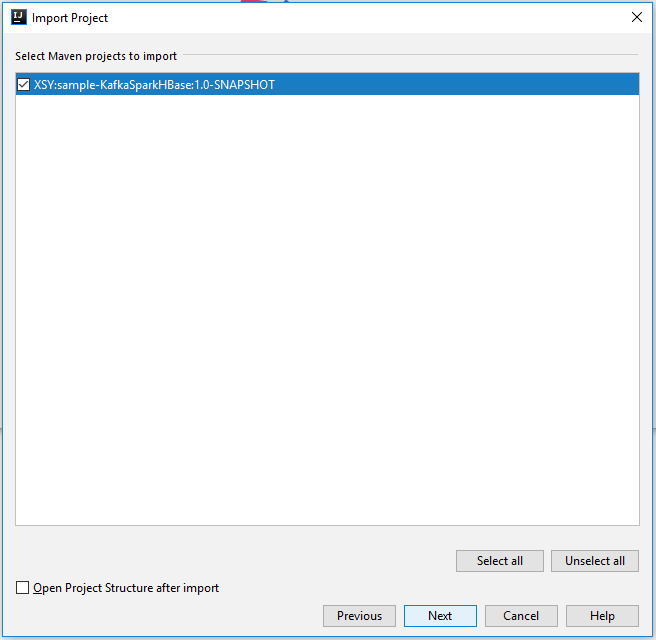 IJ
Import Project
Select Maven projects to import
XSY:sample-KafkaSparkHBase:1.0-SNAPSHOT
Select all
Unselect all
Open Project Structure after import
Previous
Next
Cancel
Help